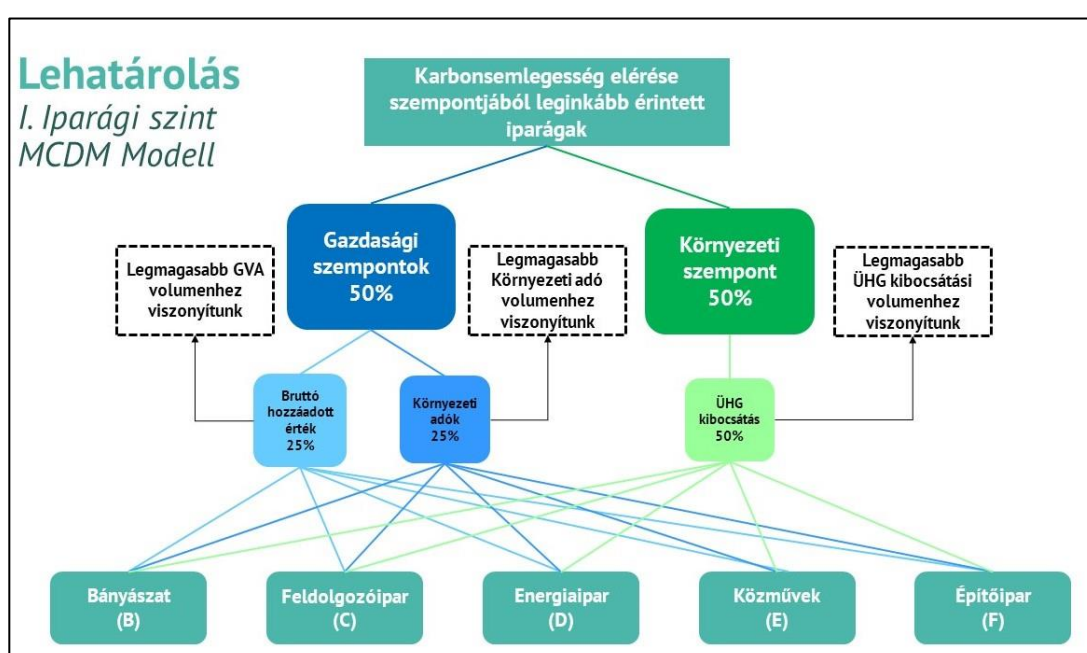 Lehatárolás
I. Iparági szint
MCDM Modell
Karbonsemlegesség elérése
szempontjából leginkább érintett
iparágak
Gazdasági
szempontok
50%
Környezeti
szempont
50%
Legmagasabb GVA
volumenhez
viszonyítunk
Legmagasabb
Környezeti adó
volumenhez
viszonyítunk
Legmagasabb
ÜHG kibocsátási
volumenhez
viszonyítunk
Bruttó
hozzáadott
érték
25%
Környezeti
adók
25%
ÜHG
kibocsátás
50%
Bányászat
(B)
Feldolgozóipar
(C)
Energiaipar
(D)
Közművek
(E)
Építőipar
(F)